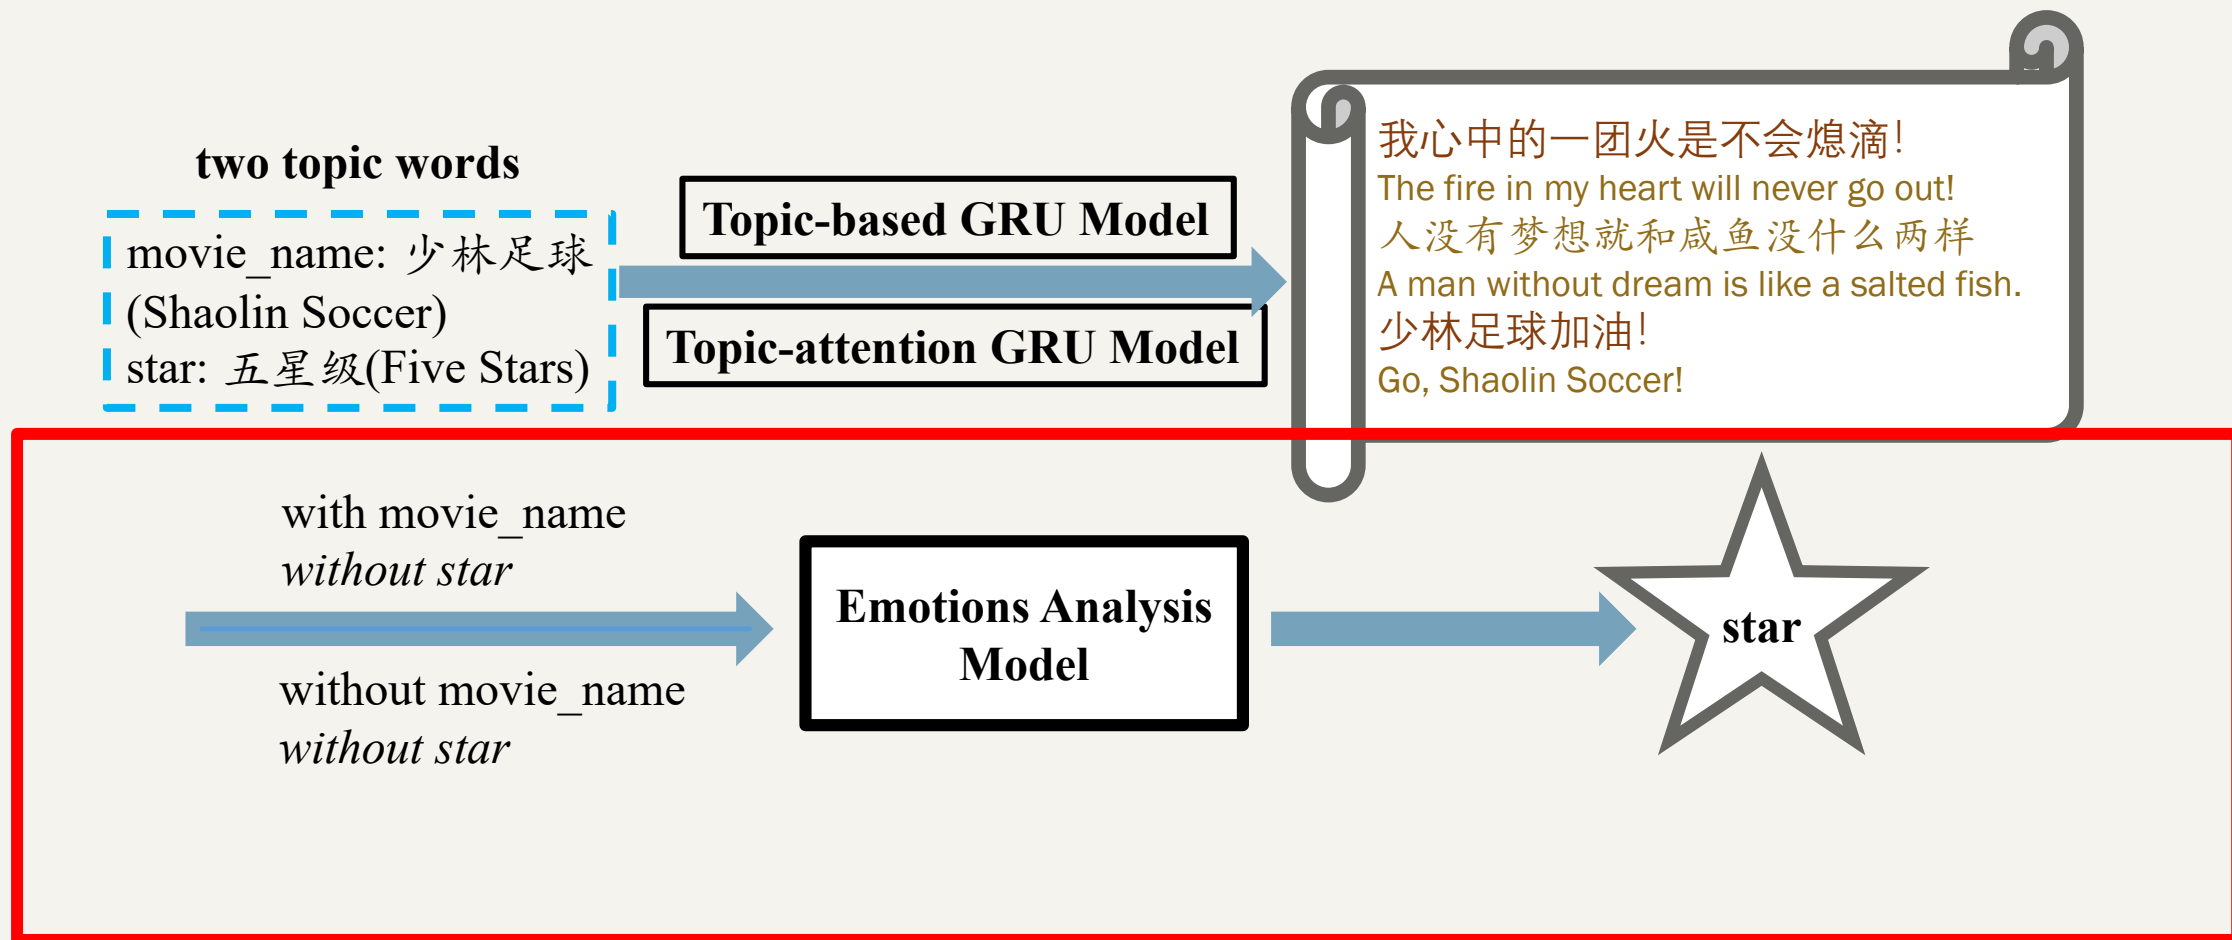 two topic words
movie_name: 少林足球
(Shaolin Soccer)
star: 五星级(Five Stars)
Topic-based GRU Model
Topic-attention GRU Model
我心中的一团火是不会熄滴!
The fire in my heart will never go out!
人没有梦想就和咸鱼没什么两样
A man without dream is like a salted fish.
少林足球加油!
Go, Shaolin Soccer!
with movie_name
without star
without movie_name
without star
Emotions Analysis
Model
star